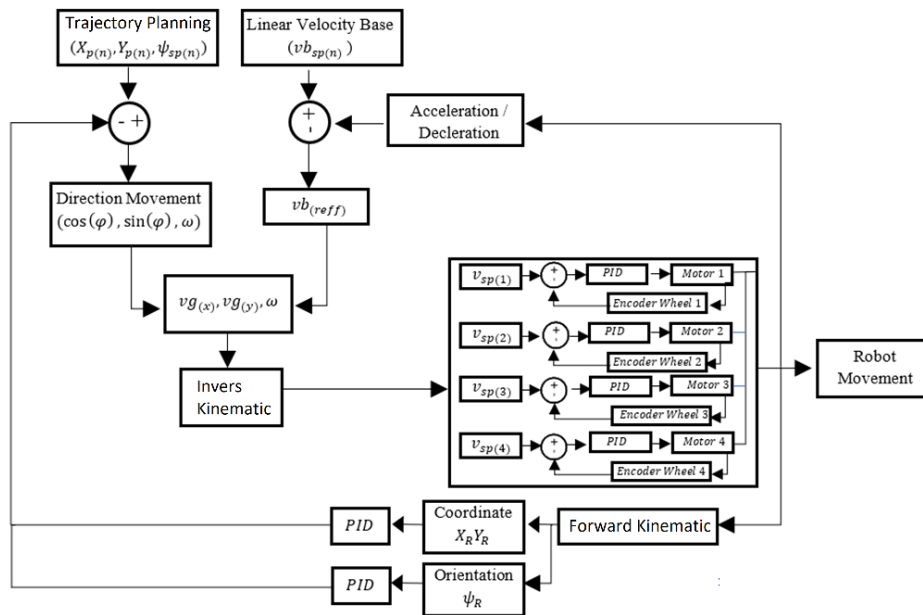 Trajectory Planning
(X_p(n), Y_p(n), ψ_sp(n))
Linear Velocity Base
(vb_sp(n))
- +
+
-
Acceleration /
Decleration
Direction Movement
(cos(φ), sin(φ), ω)
vb_(reff)
vg_(x), vg_(y), ω
Invers
Kinematic
v_sp(1)
+
-
PID
Motor 1
Encoder Wheel 1
v_sp(2)
+
-
PID
Motor 2
Encoder Wheel 2
v_sp(3)
+
-
PID
Motor 3
Encoder Wheel 3
v_sp(4)
+
-
PID
Motor 4
Encoder Wheel 4
Robot
Movement
PID
Coordinate
X_R Y_R
Forward Kinematic
PID
Orientation
ψ_R
: